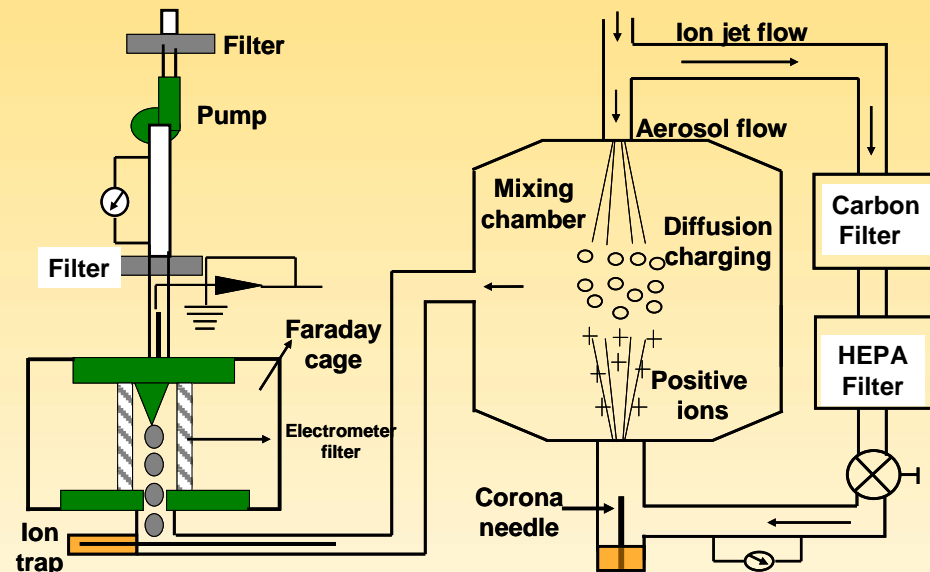 Filter
Pump
Filter
Faraday
cage
Electrometer
filter
Ion
trap
Ion jet flow
Aerosol flow
Mixing
chamber
Diffusion
charging
Positive
ions
Corona
needle
Carbon
Filter
HEPA
Filter